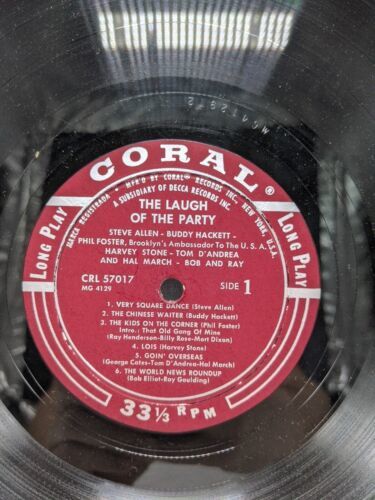 CORAL®
MARCA REGISTRADA • MF'D BY CORAL® RECORDS INC., NEW YORK, U.S.A.
A SUBSIDIARY OF DECCA RECORDS INC.
LONG PLAY
LONG PLAY
THE LAUGH
OF THE PARTY
STEVE ALLEN - BUDDY HACKETT -
PHIL FOSTER, Brooklyn's Ambassador To The U. S. A.
HARVEY STONE - TOM D'ANDREA
AND HAL MARCH - BOB AND RAY
CRL 57017
SIDE 1
MG 4129
1. VERY SQUARE DANCE (Steve Allen)
2. THE CHINESE WAITER (Buddy Hackett)
3. THE KIDS ON THE CORNER (Phil Foster)
Intro.: That Old Gang Of Mine
(Ray Henderson-Billy Rose-Mort Dixon)
4. LOIS (Harvey Stone)
5. GOIN' OVERSEAS
(George Cates-Tom D'Andrea-Hal March)
6. THE WORLD NEWS ROUNDUP
(Bob Elliot-Ray Goulding)
33⅓ RPM